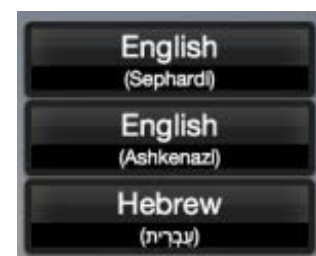 English
(Sephardi)
English
(Ashkenazi)
Hebrew
(עִבְרִית)